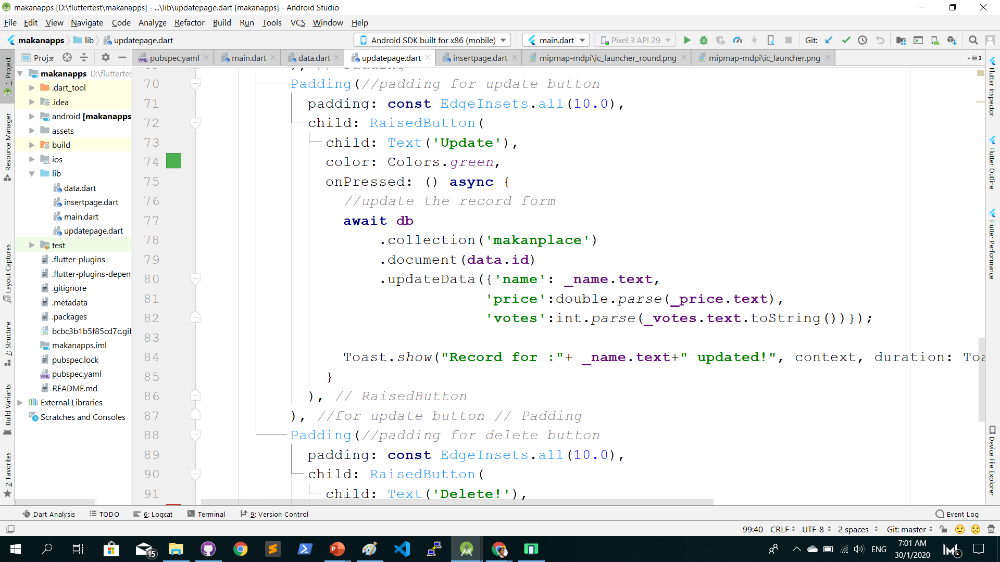 makanapps [D:\fluttertest\makanapps] - ...\lib\updatepage.dart [makanapps] - Android Studio
File Edit View Navigate Code Analyze Refactor Build Run Tools VCS Window Help
makanapps lib updatepage.dart Android SDK built for x86 (mobile) main.dart Pixel 3 API 29 Git:
Proj... pubspec.yaml main.dart data.dart updatepage.dart insertpage.dart mipmap-mdpi\ic_launcher_round.png mipmap-mdpi\ic_launcher.png 3
1: Project
Resource Manager
Layout Captures
7: Structure
Build Variants
2: Favorites
makanapps D:\fluttertes
.dart_tool
.idea
android [makanapps
assets
build
ios
lib
data.dart
insertpage.dart
main.dart
updatepage.dart
test
.flutter-plugins
.flutter-plugins-depen
.gitignore
.metadata
.packages
bcbc3b1b5f85cd7c.gif
makanapps.iml
pubspec.lock
pubspec.yaml
README.md
External Libraries
Scratches and Consoles
70 Padding(//padding for update button
71 padding: const EdgeInsets.all(10.0),
72 child: RaisedButton(
73 child: Text('Update'),
74 color: Colors.green,
75 onPressed: () async {
76 //update the record form
77 await db
78 .collection('makanplace')
79 .document(data.id)
80 .updateData({'name': _name.text,
81 'price':double.parse(_price.text),
82 'votes':int.parse(_votes.text.toString())});
83
84 Toast.show("Record for :"+ _name.text+" updated!", context, duration: Toa
85 }
86 ), // RaisedButton
87 ), //for update button // Padding
88 Padding(//padding for delete button
89 padding: const EdgeInsets.all(10.0),
90 child: RaisedButton(
91 child: Text('Delete!'),
Flutter Inspector
Flutter Outline
Flutter Performance
Device File Explorer
Dart Analysis TODO 6: Logcat Terminal 9: Version Control Event Log
99:40 CRLF UTF-8 2 spaces Git: master
15 ENG 7:01 AM 2
30/1/2020